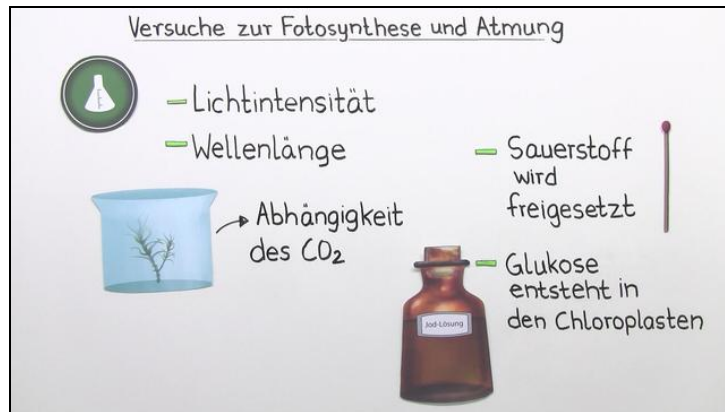 Versuche zur Fotosynthese und Atmung
Lichtintensität
Wellenlänge
Abhängigkeit
des CO₂
Sauerstoff
wird
freigesetzt
Glukose
entsteht in
den Chloroplasten
Jod-Lösung